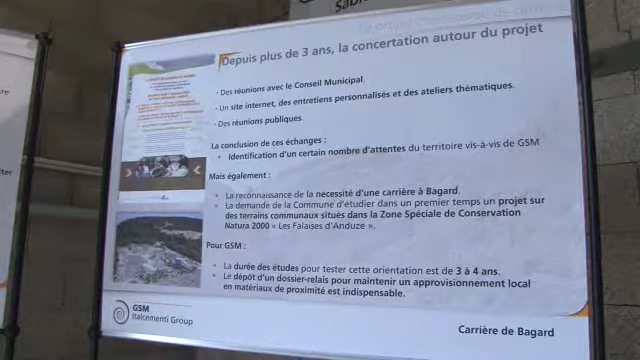 Depuis plus de 3 ans, la concertation autour du projet
- Des réunions avec le Conseil Municipal.
- Un site internet, des entretiens personnalisés et des ateliers thématiques.
- Des réunions publiques.
La conclusion de ces échanges :
• Identification d'un certain nombre d'attentes du territoire vis-à-vis de GSM
Mais également :
• La reconnaissance de la nécessité d'une carrière à Bagard.
• La demande de la Commune d'étudier dans un premier temps un projet sur
des terrains communaux situés dans la Zone Spéciale de Conservation
Natura 2000 « Les Falaises d'Anduze ».
Pour GSM :
• La durée des études pour tester cette orientation est de 3 à 4 ans.
• Le dépôt d'un dossier-relais pour maintenir un approvisionnement local
en matériaux de proximité est indispensable.
GSM
Italcementi Group
Carrière de Bagard